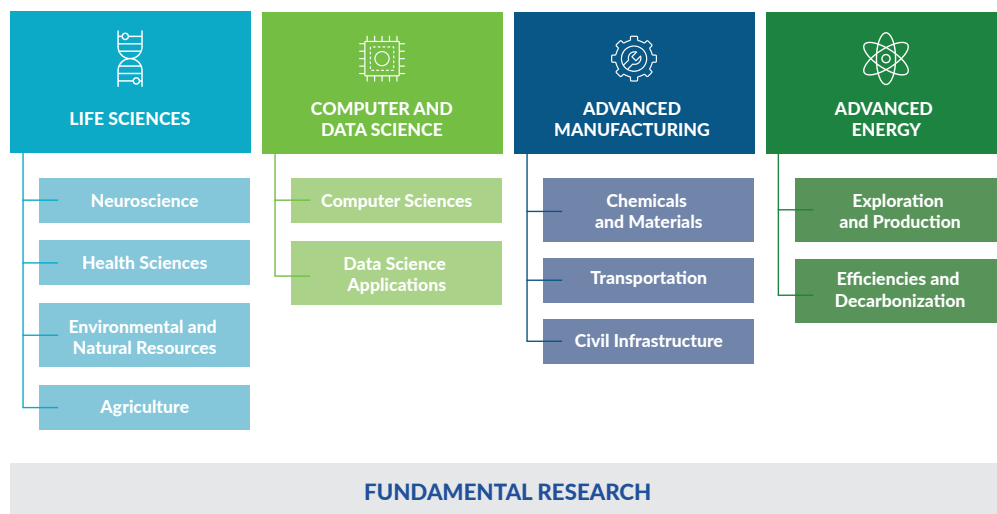 LIFE SCIENCES
Neuroscience
Health Sciences
Environmental and
Natural Resources
Agriculture
COMPUTER AND
DATA SCIENCE
Computer Sciences
Data Science
Applications
ADVANCED
MANUFACTURING
Chemicals
and Materials
Transportation
Civil Infrastructure
ADVANCED
ENERGY
Exploration
and Production
Efficiencies and
Decarbonization
FUNDAMENTAL RESEARCH